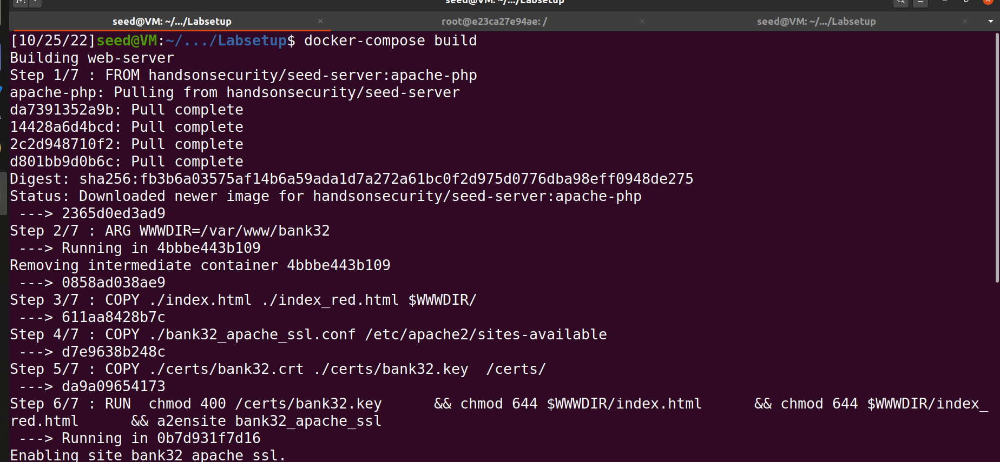 seed@VM: ~/.../Labsetup
seed@VM: ~/.../Labsetup
root@e23ca27e94ae: /
seed@VM: ~/.../Labsetup
[10/25/22]seed@VM:~/.../Labsetup$ docker-compose build
Building web-server
Step 1/7 : FROM handsonsecurity/seed-server:apache-php
apache-php: Pulling from handsonsecurity/seed-server
da7391352a9b: Pull complete
14428a6d4bcd: Pull complete
2c2d948710f2: Pull complete
d801bb9d0b6c: Pull complete
Digest: sha256:fb3b6a03575af14b6a59ada1d7a272a61bc0f2d975d0776dba98eff0948de275
Status: Downloaded newer image for handsonsecurity/seed-server:apache-php
 ---> 2365d0ed3ad9
Step 2/7 : ARG WWWDIR=/var/www/bank32
 ---> Running in 4bbbe443b109
Removing intermediate container 4bbbe443b109
 ---> 0858ad038ae9
Step 3/7 : COPY ./index.html ./index_red.html $WWWDIR/
 ---> 611aa8428b7c
Step 4/7 : COPY ./bank32_apache_ssl.conf /etc/apache2/sites-available
 ---> d7e9638b248c
Step 5/7 : COPY ./certs/bank32.crt ./certs/bank32.key  /certs/
 ---> da9a09654173
Step 6/7 : RUN  chmod 400 /certs/bank32.key      && chmod 644 $WWWDIR/index.html      && chmod 644 $WWWDIR/index_
red.html      && a2ensite bank32_apache_ssl
 ---> Running in 0b7d931f7d16
Enabling site bank32_apache_ssl.